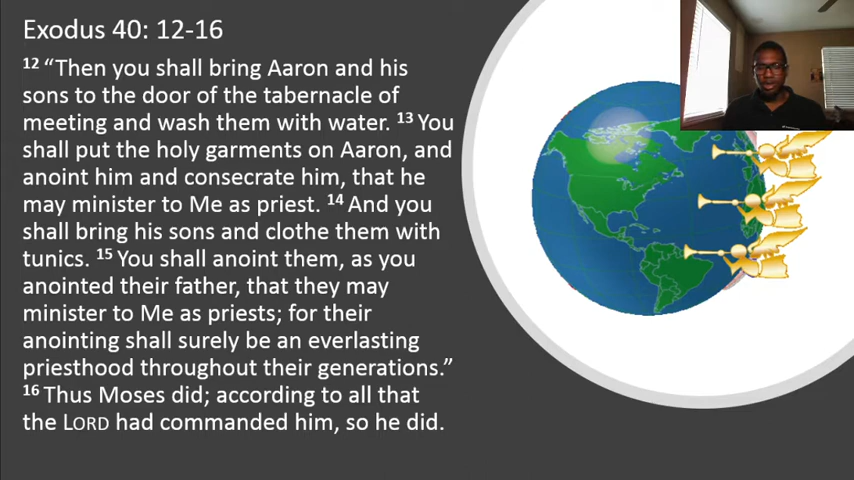 Exodus 40: 12-16
12 “Then you shall bring Aaron and his
sons to the door of the tabernacle of
meeting and wash them with water. 13 You
shall put the holy garments on Aaron, and
anoint him and consecrate him, that he
may minister to Me as priest. 14 And you
shall bring his sons and clothe them with
tunics. 15 You shall anoint them, as you
anointed their father, that they may
minister to Me as priests; for their
anointing shall surely be an everlasting
priesthood throughout their generations.”
16 Thus Moses did; according to all that
the LORD had commanded him, so he did.